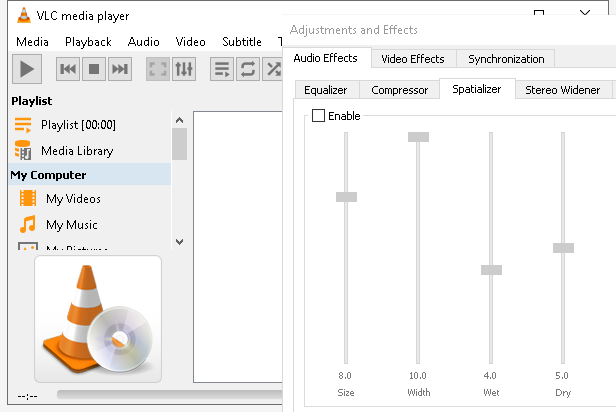 VLC media player
Media Playback Audio Video Subtitle T
Playlist
Playlist [00:00]
Media Library
My Computer
My Videos
My Music
My Pictures
--:--
Adjustments and Effects
Audio Effects Video Effects Synchronization
Equalizer Compressor Spatializer Stereo Widener
Enable
8.0 10.0 4.0 5.0
Size Width Wet Dry